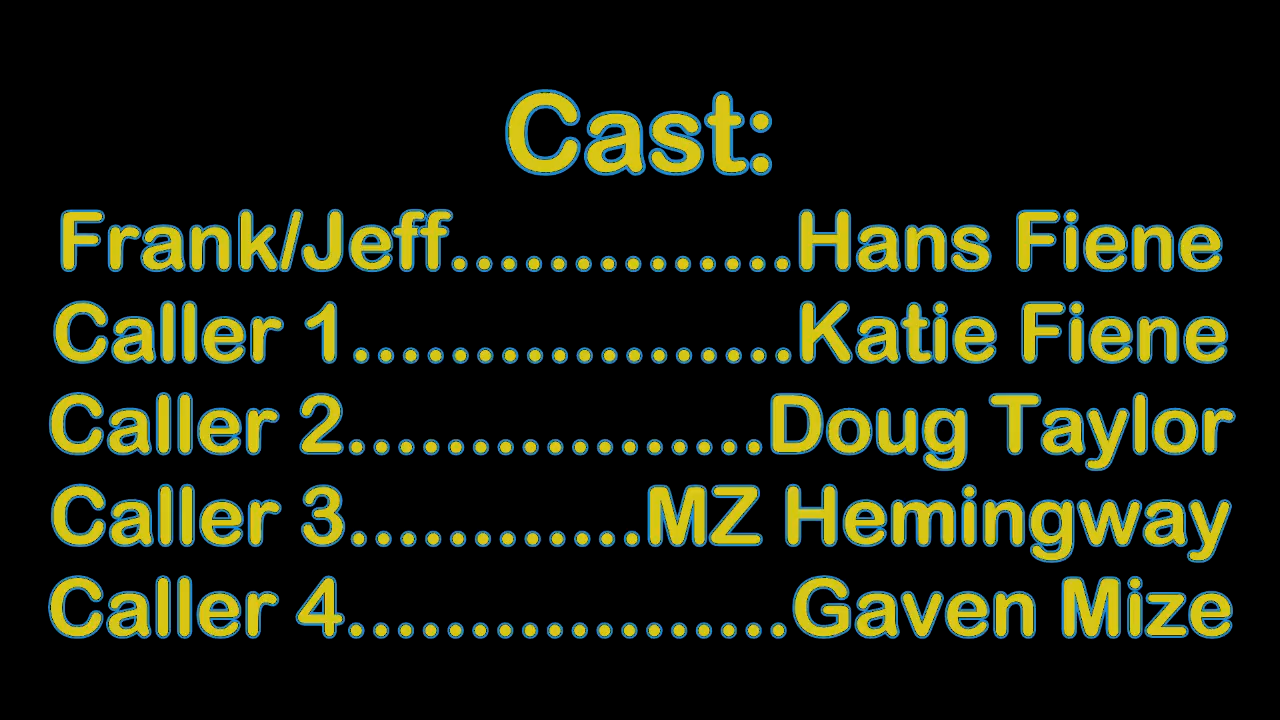 Cast:
Frank/Jeff..............Hans Fiene
Caller 1..................Katie Fiene
Caller 2.................Doug Taylor
Caller 3............MZ Hemingway
Caller 4..................Gaven Mize